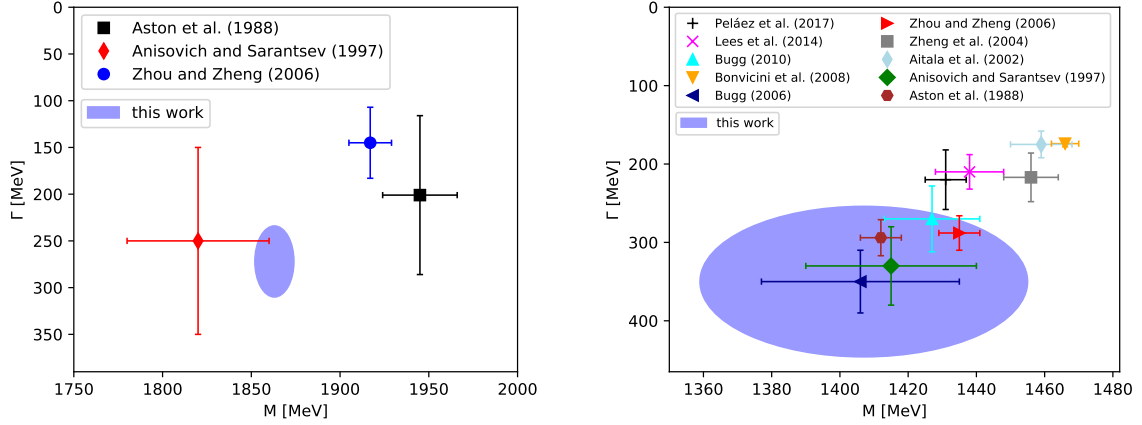 0
50
100
150
200
250
300
350
Γ [MeV]
1750
1800
1850
1900
1950
2000
M [MeV]
Aston et al. (1988)
Anisovich and Sarantsev (1997)
Zhou and Zheng (2006)
this work
0
100
200
300
400
Γ [MeV]
1360
1380
1400
1420
1440
1460
1480
M [MeV]
Peláez et al. (2017)
Lees et al. (2014)
Bugg (2010)
Bonvicini et al. (2008)
Bugg (2006)
Zhou and Zheng (2006)
Zheng et al. (2004)
Aitala et al. (2002)
Anisovich and Sarantsev (1997)
Aston et al. (1988)
this work